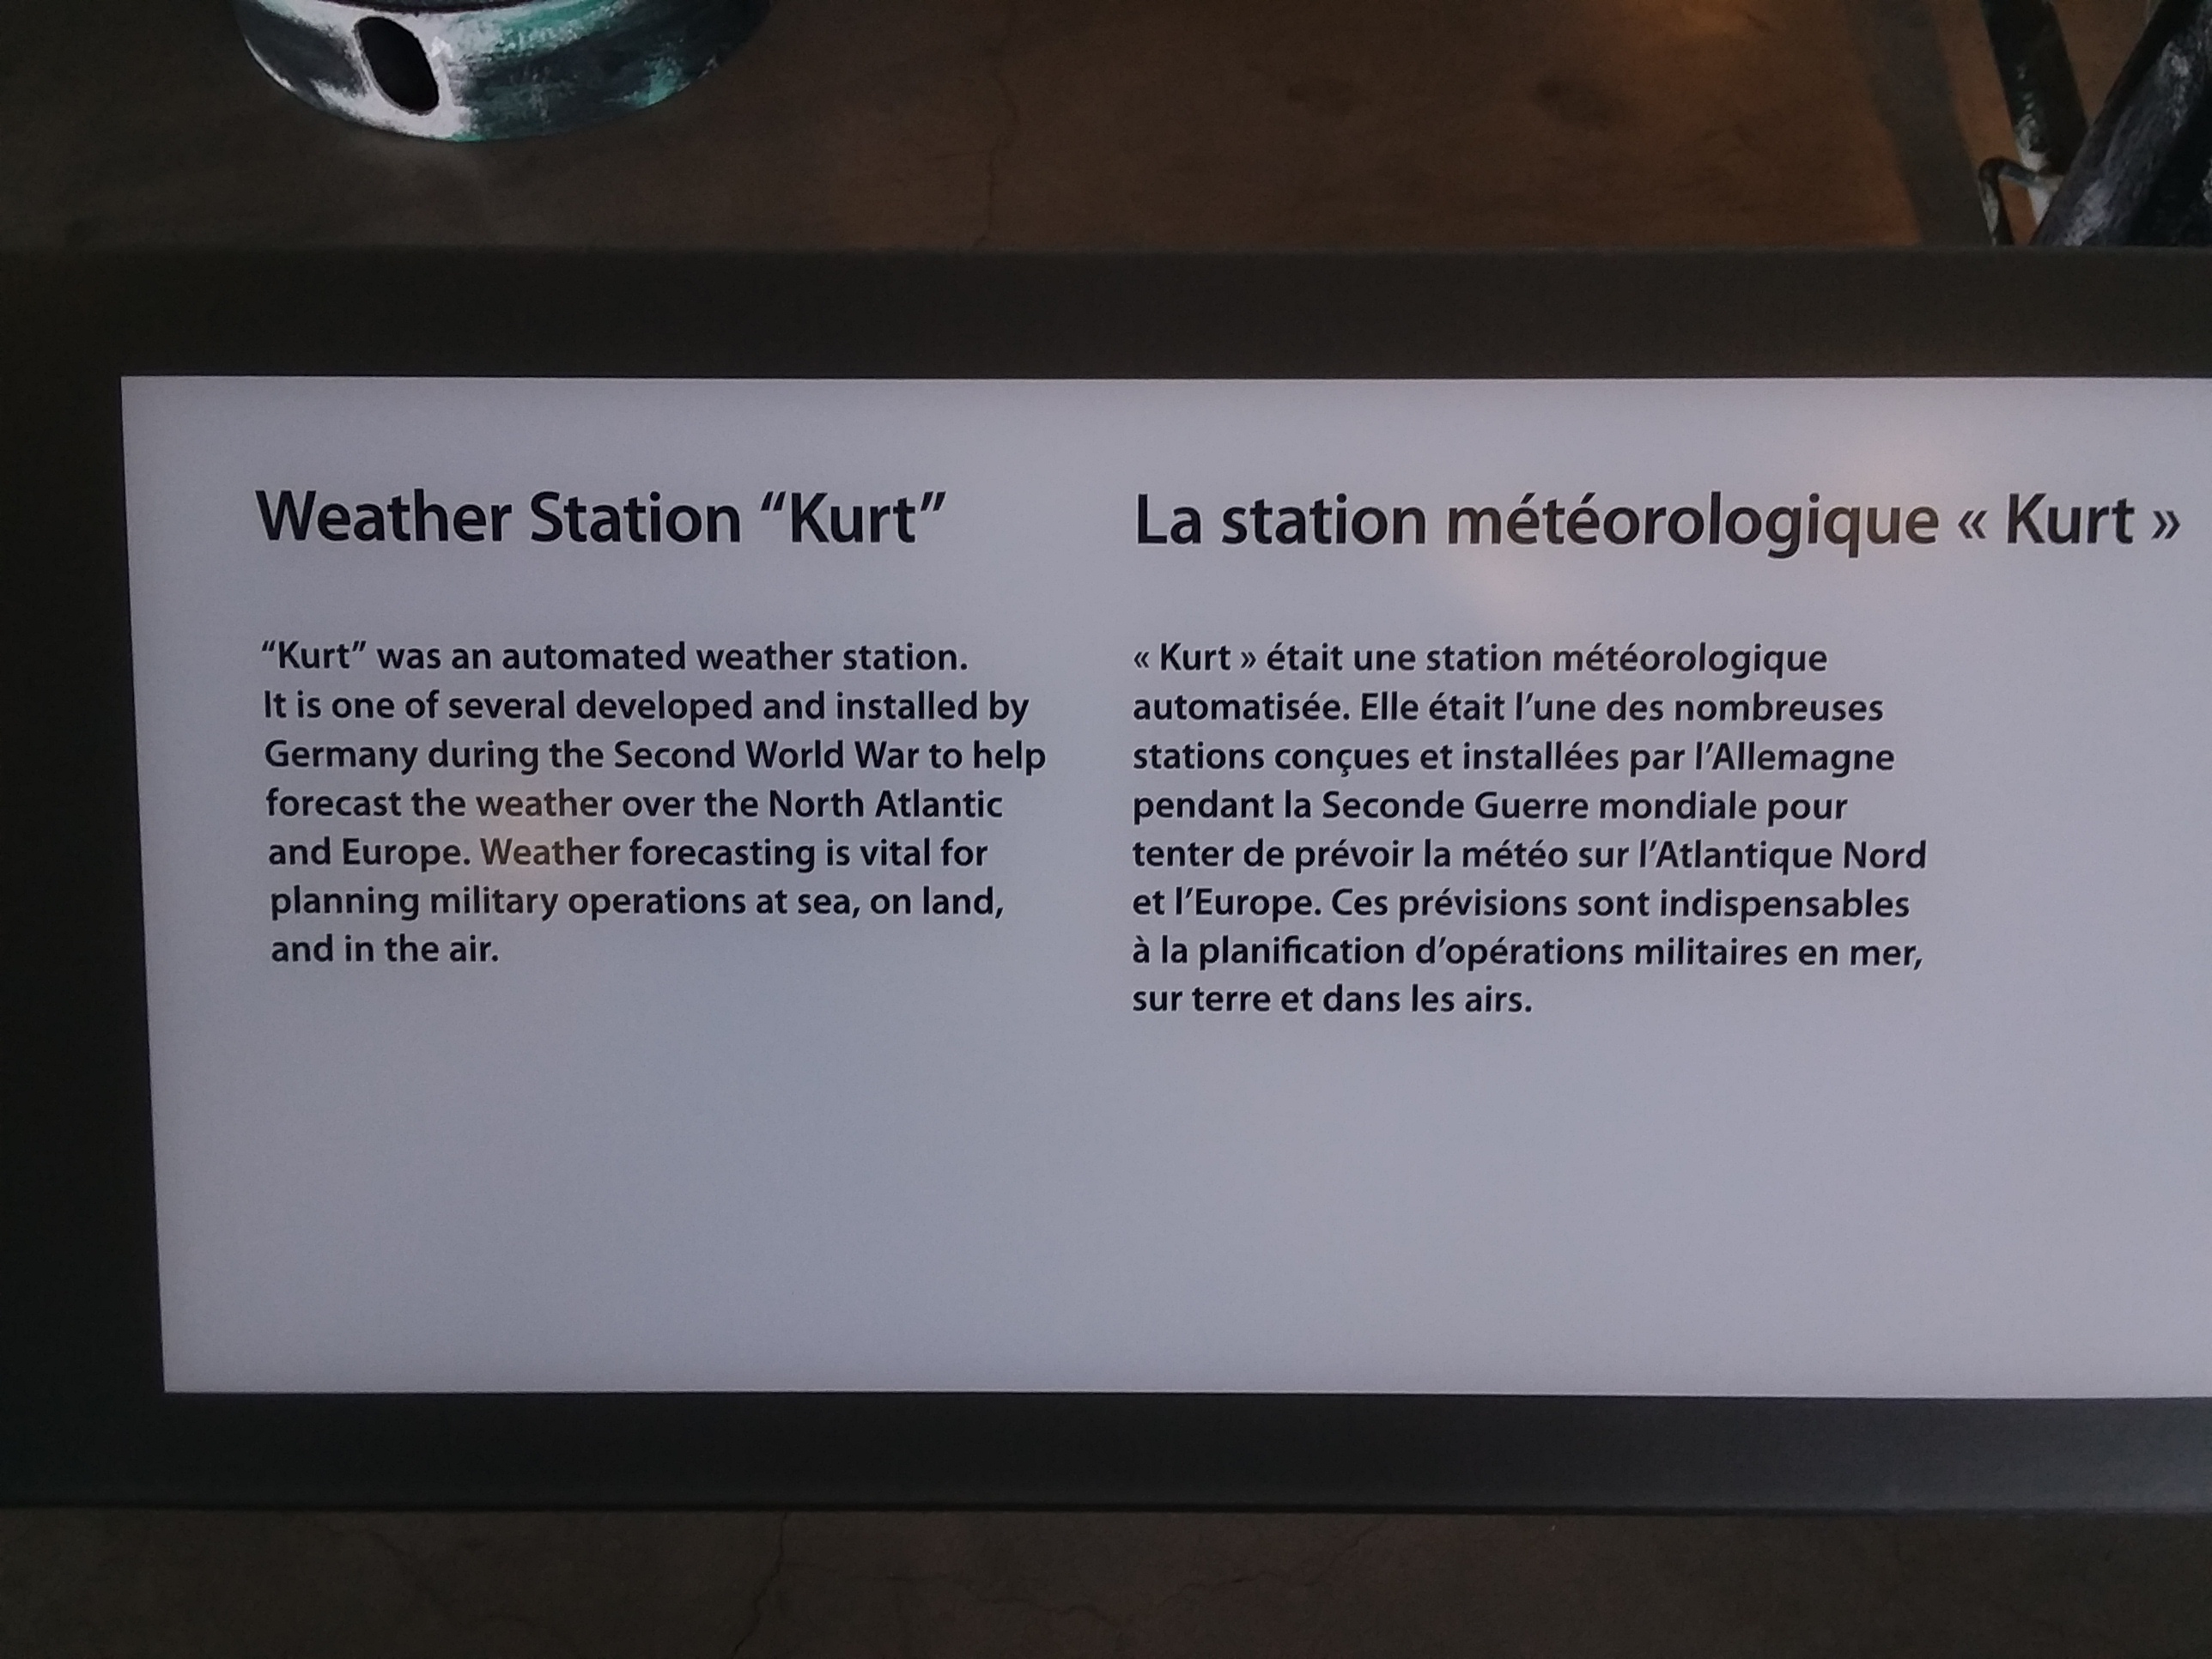 Weather Station “Kurt”
“Kurt” was an automated weather station.
It is one of several developed and installed by
Germany during the Second World War to help
forecast the weather over the North Atlantic
and Europe. Weather forecasting is vital for
planning military operations at sea, on land,
and in the air.
La station météorologique « Kurt »
« Kurt » était une station météorologique
automatisée. Elle était l’une des nombreuses
stations conçues et installées par l’Allemagne
pendant la Seconde Guerre mondiale pour
tenter de prévoir la météo sur l’Atlantique Nord
et l’Europe. Ces prévisions sont indispensables
à la planification d’opérations militaires en mer,
sur terre et dans les airs.